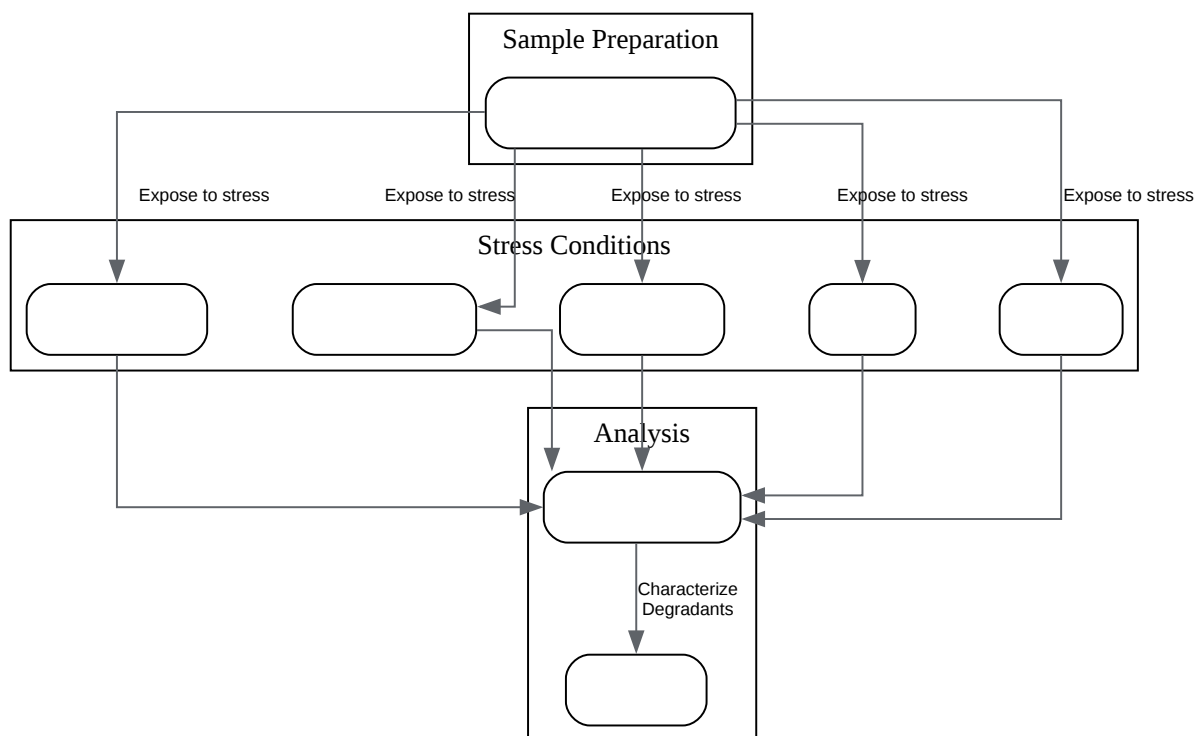 Sample Preparation
Expose to stress
Expose to stress
Expose to stress
Expose to stress
Expose to stress
Stress Conditions
Analysis
Characterize
Degradants